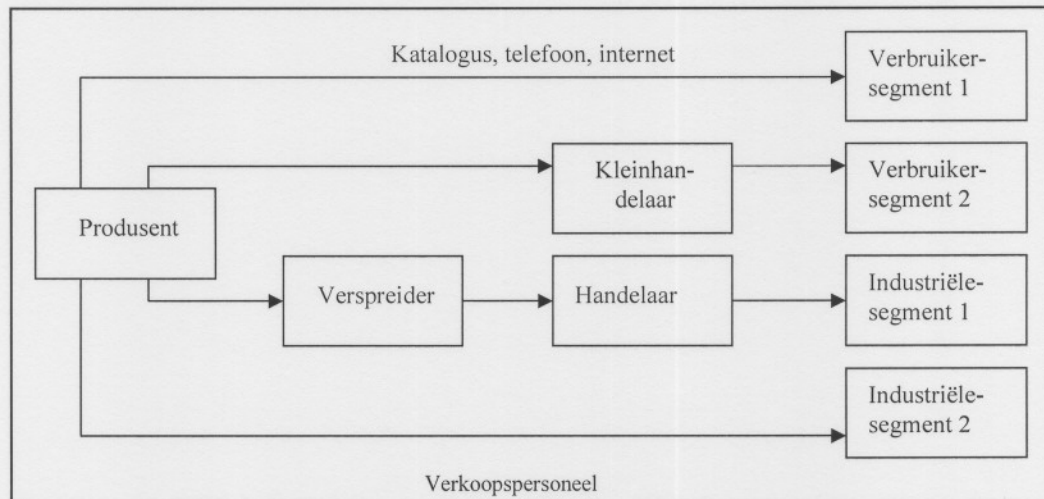 Katalogus, telefoon, internet
Verbruiker-
segment 1
Kleinhan-
delaar
Verbruiker-
segment 2
Produsent
Verspreider
Handelaar
Industriële-
segment 1
Industriële-
segment 2
Verkoopspersoneel